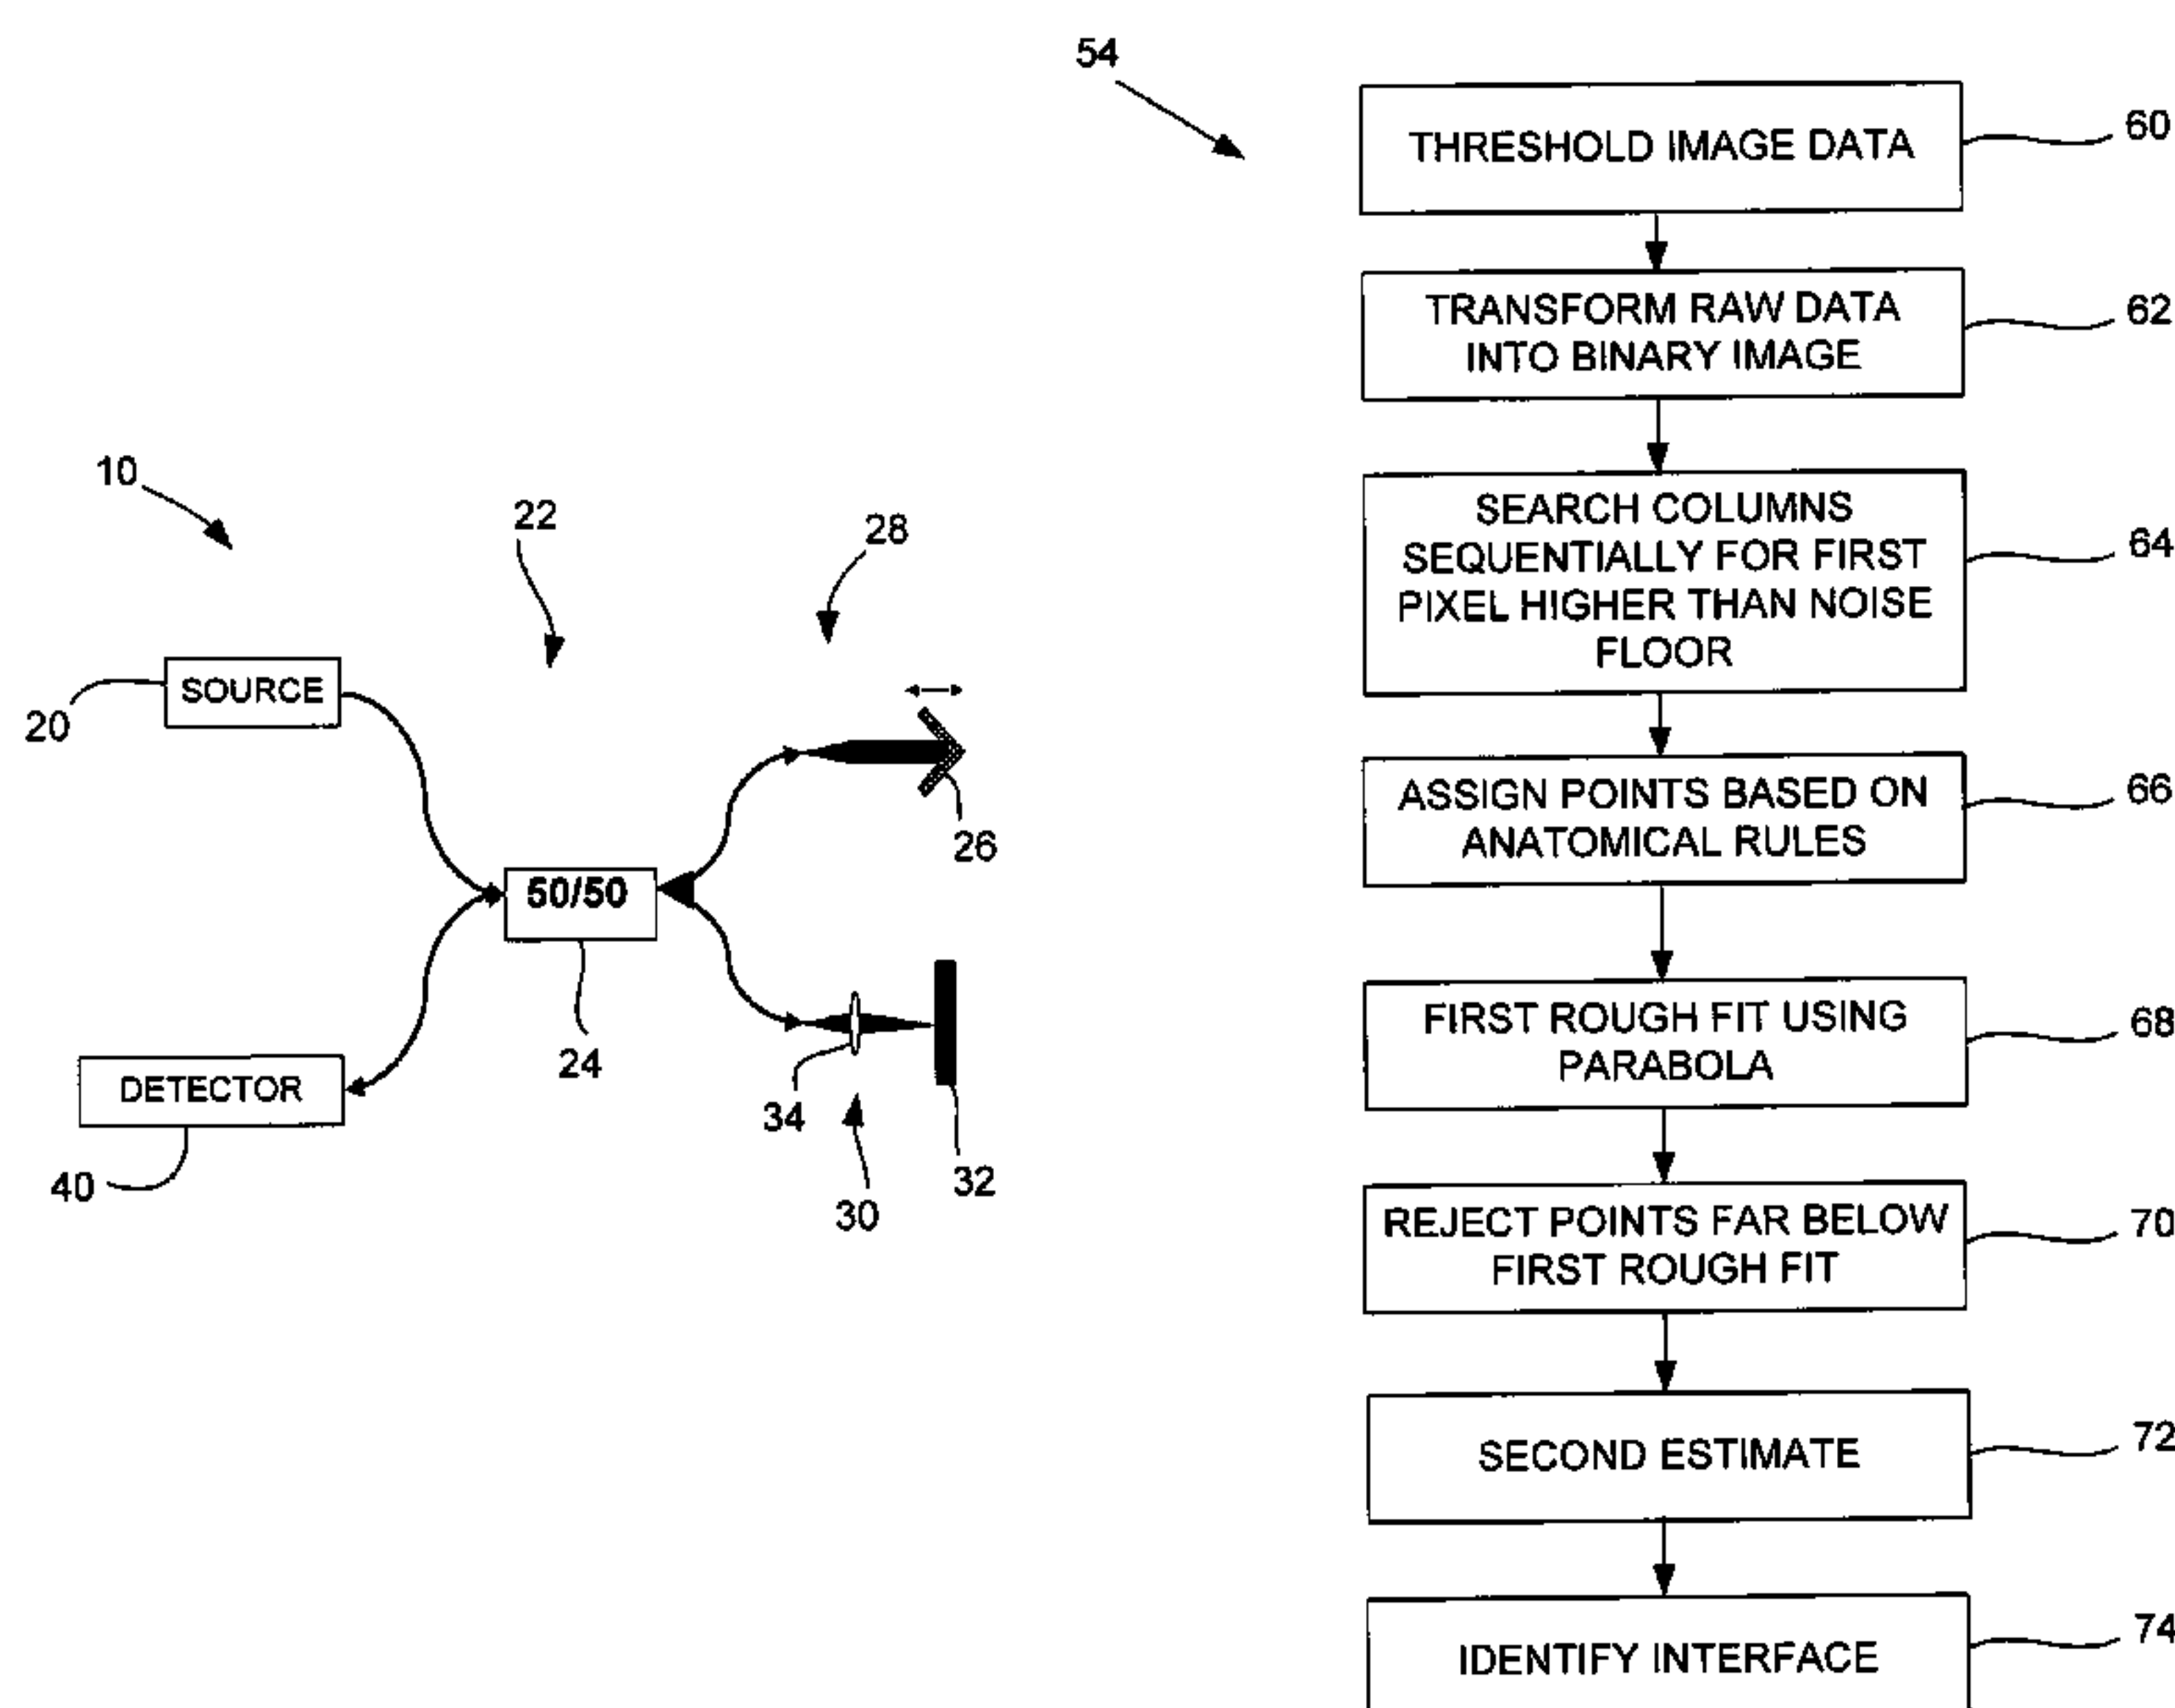 10
22
28
SOURCE
20
26
50/50
24
DETECTOR
40
34
30
32
54
THRESHOLD IMAGE DATA
60
TRANSFORM RAW DATA
INTO BINARY IMAGE
62
SEARCH COLUMNS
SEQUENTIALLY FOR FIRST
PIXEL HIGHER THAN NOISE
FLOOR
64
ASSIGN POINTS BASED ON
ANATOMICAL RULES
66
FIRST ROUGH FIT USING
PARABOLA
68
REJECT POINTS FAR BELOW
FIRST ROUGH FIT
70
SECOND ESTIMATE
72
IDENTIFY INTERFACE
74